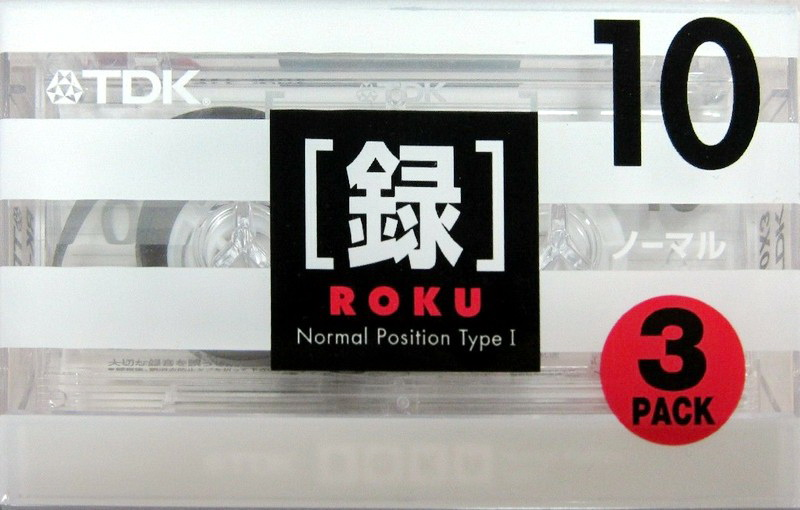 TDK
10
[録]
ROKU
Normal Position Type I
ノーマル
3
PACK